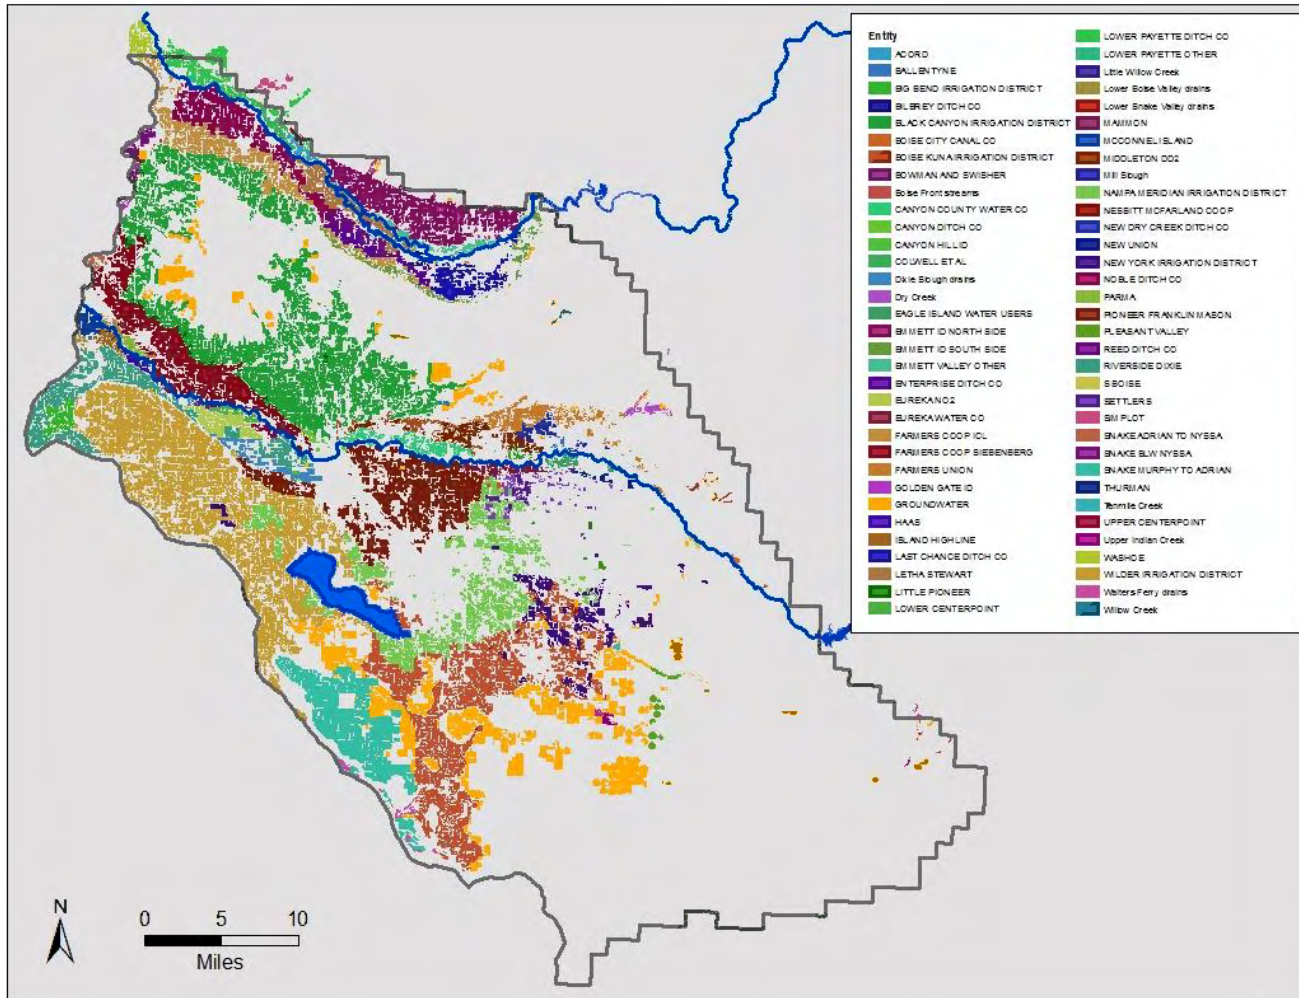 Entity
ACORD
BALLENTYNE
BIG BEND IRRIGATION DISTRICT
BILBREY DITCH CO
BLACK CANYON IRRIGATION DISTRICT
BOISE CITY CANAL CO
BOISE KUNA IRRIGATION DISTRICT
BOWMAN AND SWISHER
Boise Front streams
CANYON COUNTY WATER CO
CANYON DITCH CO
CANYON HILL ID
COLWELL ET AL
Dixie Slough drains
Dry Creek
EAGLE ISLAND WATER USERS
EMMETT ID NORTH SIDE
EMMETT ID SOUTH SIDE
EMMETT VALLEY OTHER
ENTERPRISE DITCH CO
EUREKA NO2
EUREKA WATER CO
FARMERS COOP ICL
FARMERS COOP SIEBENBERG
FARMERS UNION
GOLDEN GATE ID
GROUNDWATER
HAAS
ISLAND HIGHLINE
LAST CHANCE DITCH CO
LETHA STEWART
LITTLE PIONEER
LOWER CENTERPOINT
LOWER PAYETTE DITCH CO
LOWER PAYETTE OTHER
Little Willow Creek
Lower Boise Valley drains
Lower Snake Valley drains
MAMMON
MCCONNEL ISLAND
MIDDLETON DD2
Mill Slough
NAMPA MERIDIAN IRRIGATION DISTRICT
NESBITT MCFARLAND COOP
NEW DRY CREEK DITCH CO
NEW UNION
NEW YORK IRRIGATION DISTRICT
NOBLE DITCH CO
PARMA
PIONEER FRANKLIN MASON
PLEASANT VALLEY
REED DITCH CO
RIVERSIDE DIXIE
S BOISE
SETTLERS
SIMPLOT
SNAKE ADRIAN TO NYSSA
SNAKE BLW NYSSA
SNAKE MURPHY TO ADRIAN
THURMAN
Tenmile Creek
UPPER CENTERPOINT
Upper Indian Creek
WASHOE
WILDER IRRIGATION DISTRICT
Walters Ferry drains
Willow Creek
N
0 5 10
Miles